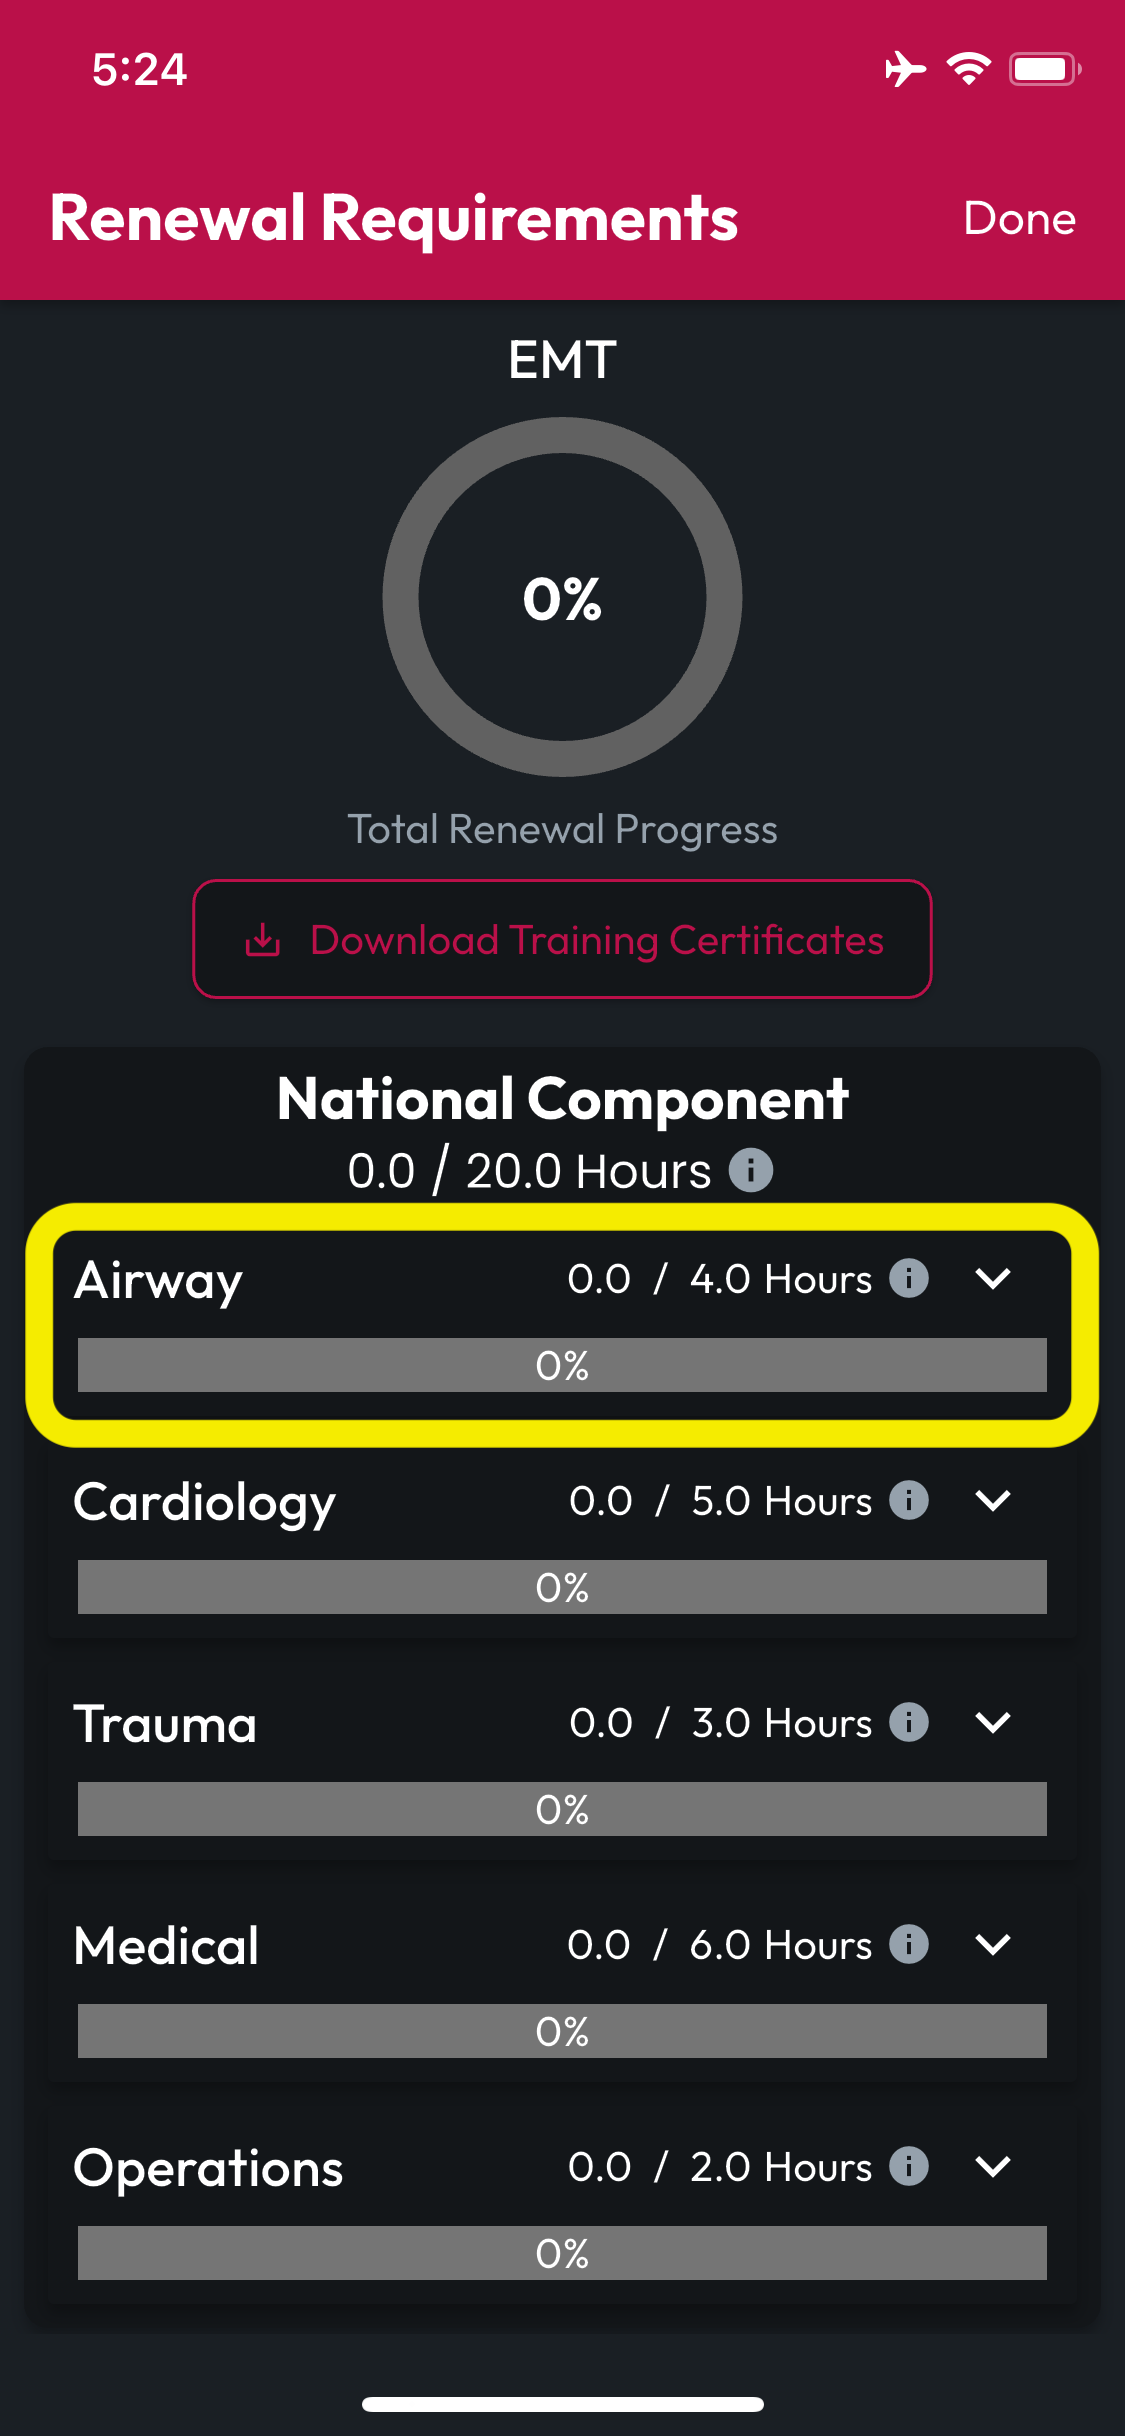 5:24
Renewal Requirements Done
EMT
0%
Total Renewal Progress
Download Training Certificates
National Component
0.0 / 20.0 Hours
Airway 0.0 / 4.0 Hours
0%
Cardiology 0.0 / 5.0 Hours
0%
Trauma 0.0 / 3.0 Hours
0%
Medical 0.0 / 6.0 Hours
0%
Operations 0.0 / 2.0 Hours
0%